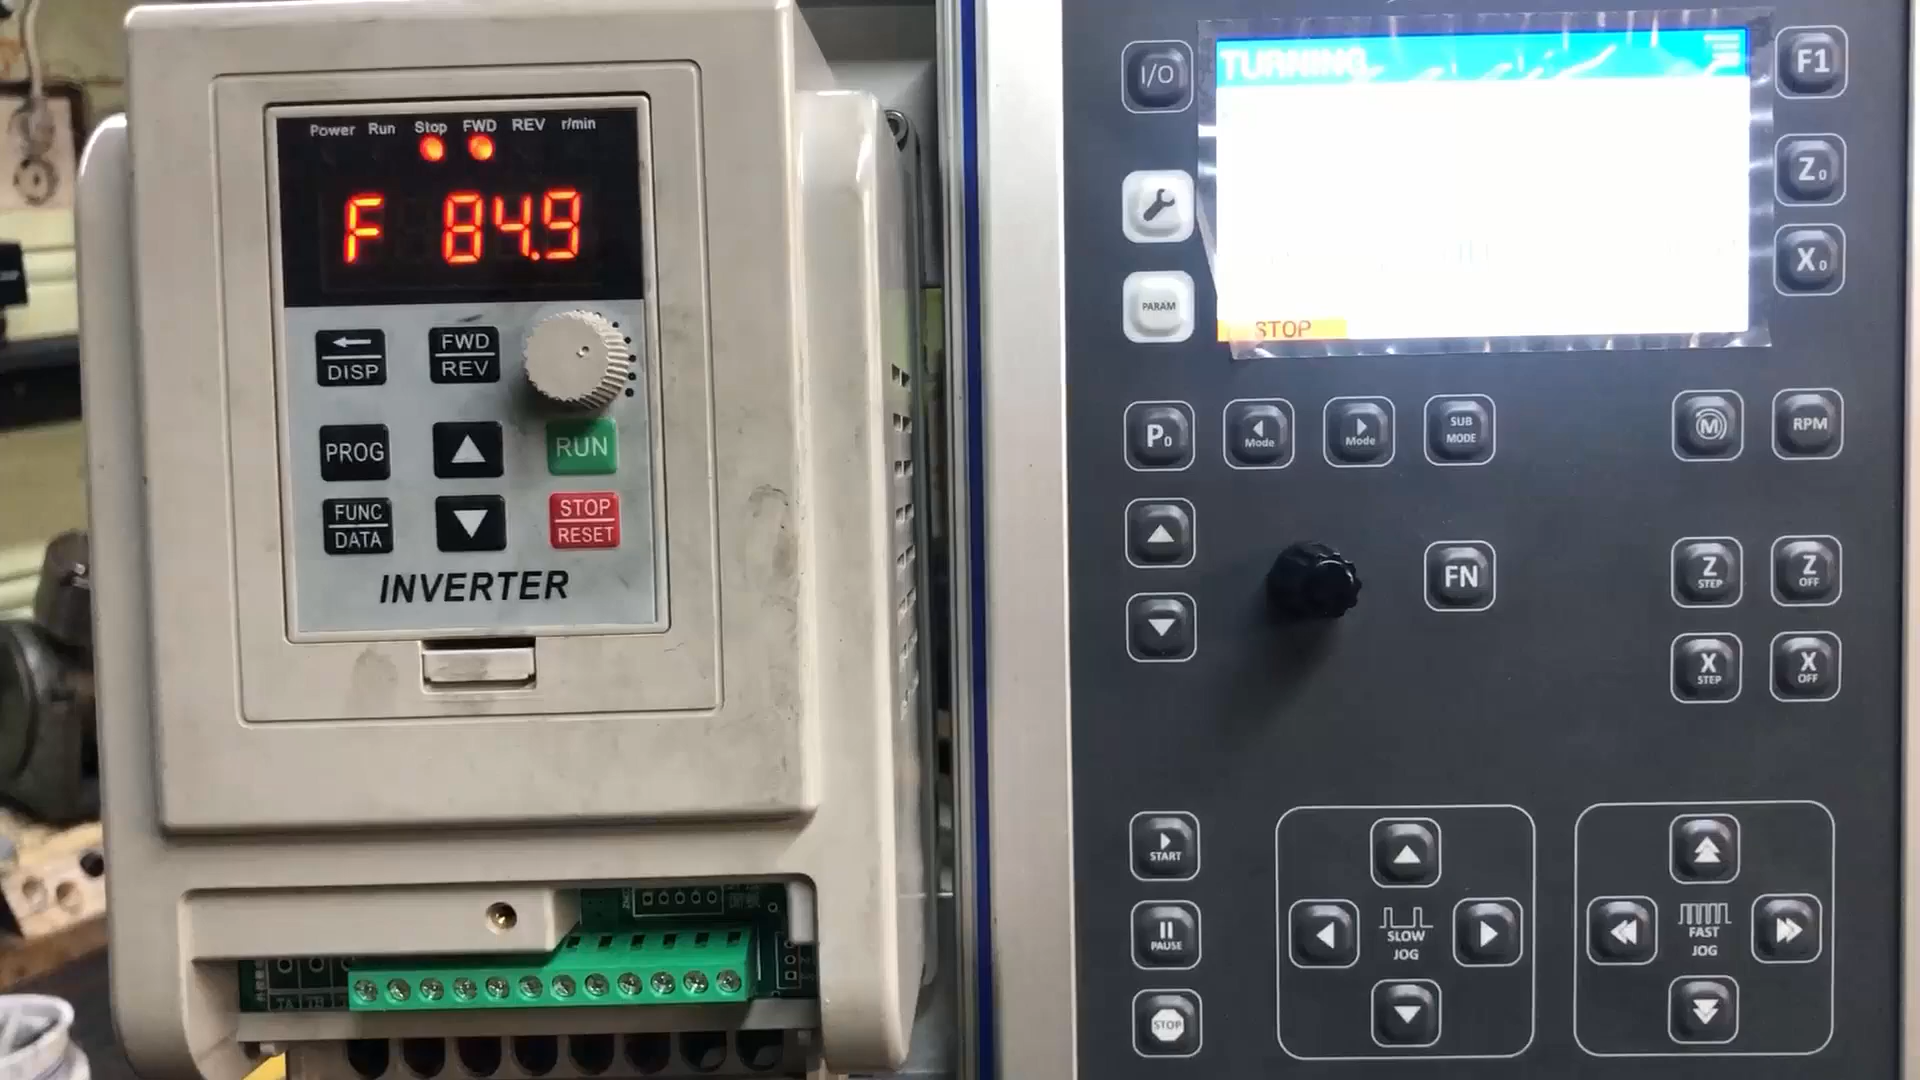 Power Run Stop FWD REV r/min
F 84.9
DISP
FWD
REV
PROG
RUN
FUNC
DATA
STOP
RESET
INVERTER
TA TB
I/O
TURNING
F1
Z0
PARAM
X0
STOP
P0
Mode
Mode
SUB
MODE
M
RPM
FN
Z
STEP
Z
OFF
X
STEP
X
OFF
START
PAUSE
STOP
SLOW
JOG
FAST
JOG